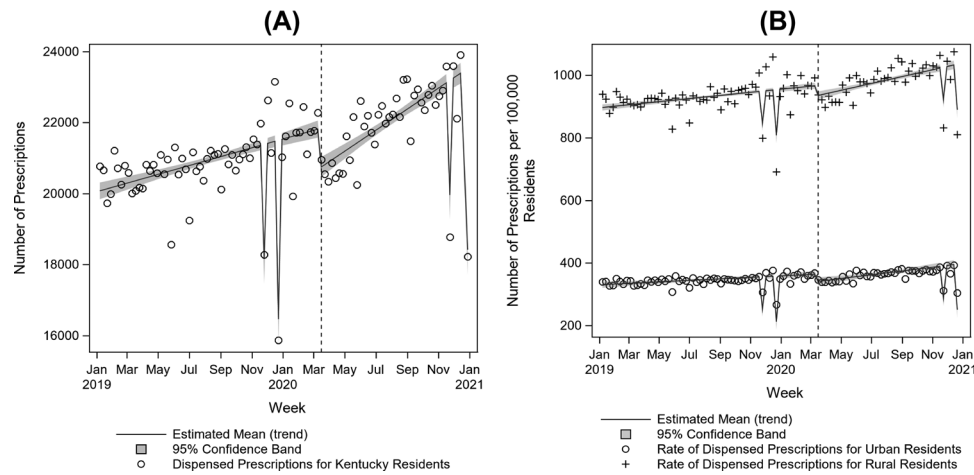 (A)
(B)
Number of Prescriptions
24000
22000
20000
18000
16000
Jan Mar May Jul Sep Nov Jan Mar May Jul Sep Nov Jan
2019 2020 2021
Week
Estimated Mean (trend)
95% Confidence Band
Dispensed Prescriptions for Kentucky Residents
Number of Prescriptions per 100,000
Residents
1000
800
600
400
200
Jan Mar May Jul Sep Nov Jan Mar May Jul Sep Nov Jan
2019 2020 2021
Week
Estimated Mean (trend)
95% Confidence Band
Rate of Dispensed Prescriptions for Urban Residents
Rate of Dispensed Prescriptions for Rural Residents